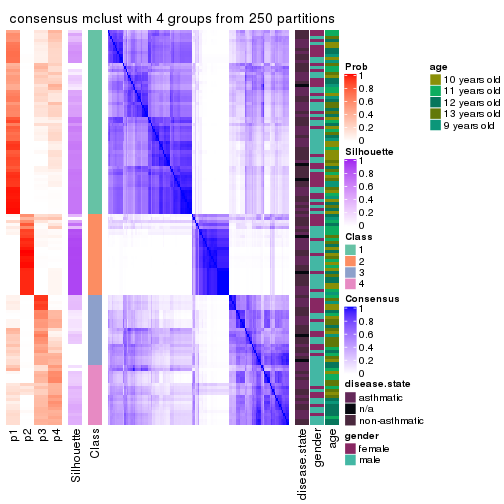 consensus mclust with 4 groups from 250 partitions
p1
p2
p3
p4
Silhouette
Class
disease.state
gender
age
Prob
1
0.8
0.6
0.4
0.2
0
Silhouette
1
0.8
0.6
0.4
0.2
0
Class
1
2
3
4
Consensus
0.8
0.6
0.4
0.2
0
disease.state
asthmatic
n/a
non-asthmatic
gender
female
male
age
10 years old
11 years old
12 years old
13 years old
9 years old